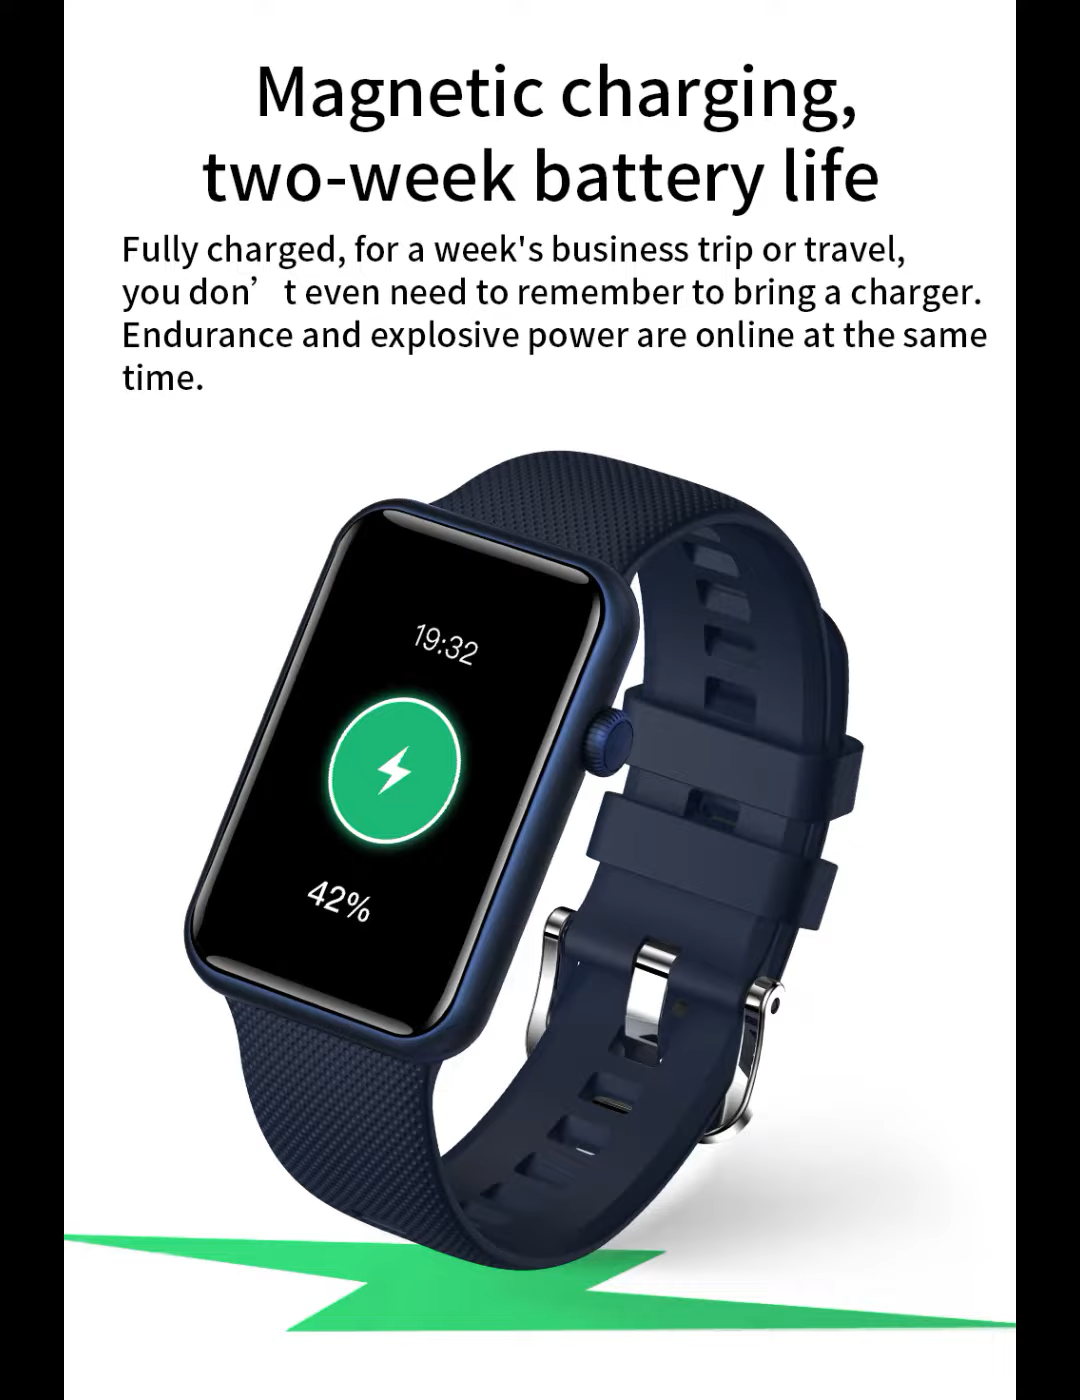 Magnetic charging,
two-week battery life
Fully charged, for a week's business trip or travel,
you don’ t even need to remember to bring a charger.
Endurance and explosive power are online at the same
time.
19:32
42%